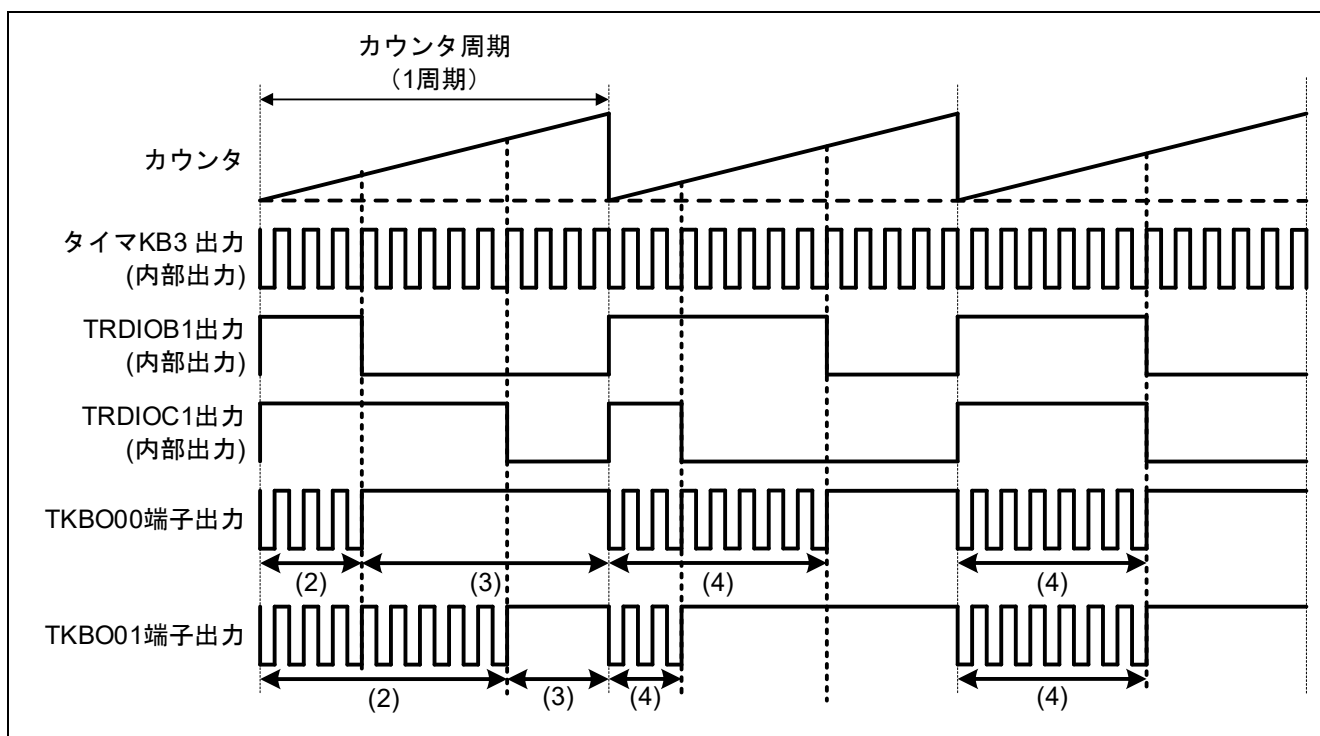 カウンタ周期
（1周期）
カウンタ
タイマKB3 出力
(内部出力)
TRDIOB1出力
(内部出力)
TRDIOC1出力
(内部出力)
TKBO00端子出力
(2)
(3)
(4)
(4)
TKBO01端子出力
(2)
(3)
(4)
(4)